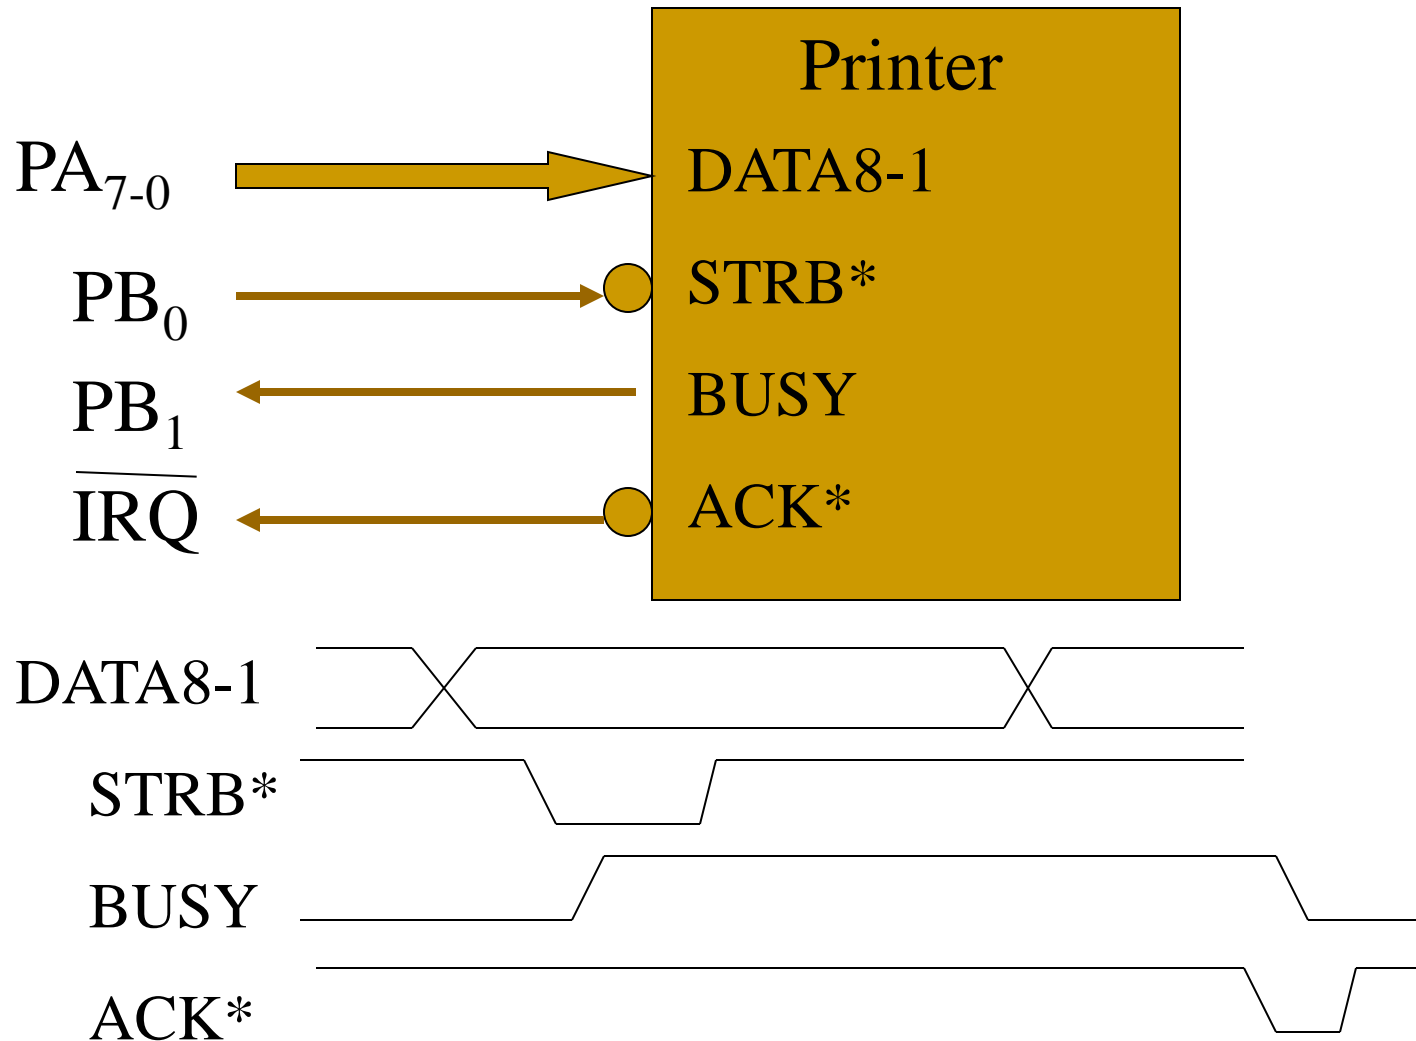 Printer
PA7-0
DATA8-1
PB0
STRB*
PB1
BUSY
IRQ
ACK*
DATA8-1
STRB*
BUSY
ACK*